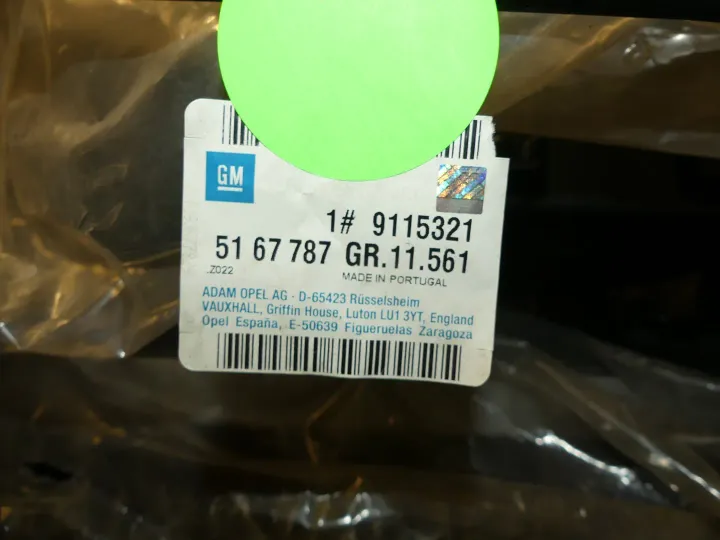 GM
1# 9115321
51 67 787 GR.11.561
.Z022 MADE IN PORTUGAL
ADAM OPEL AG · D-65423 Rüsselsheim
VAUXHALL, Griffin House, Luton LU1 3YT, England
Opel España, E-50639 Figueruelas Zaragoza